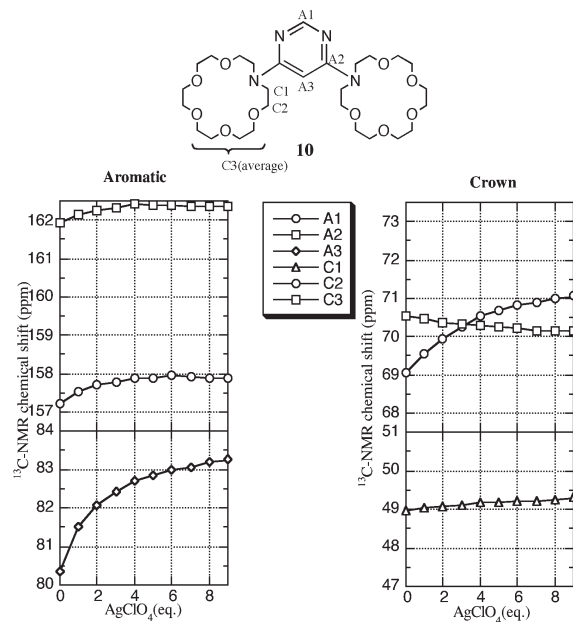 A1
N N
A2
N N
C1 A3
C2
O O O O
O O O O
O O
C3(average)
10
Aromatic
Crown
162
161
160
159
158
157
84
83
82
81
80
0 2 4 6 8
AgClO4(eq.)
13C-NMR chemical shift (ppm)
A1
A2
A3
C1
C2
C3
73
72
71
70
69
68
51
50
49
48
47
0 2 4 6 8
AgClO4(eq.)
13C-NMR chemical shift (ppm)